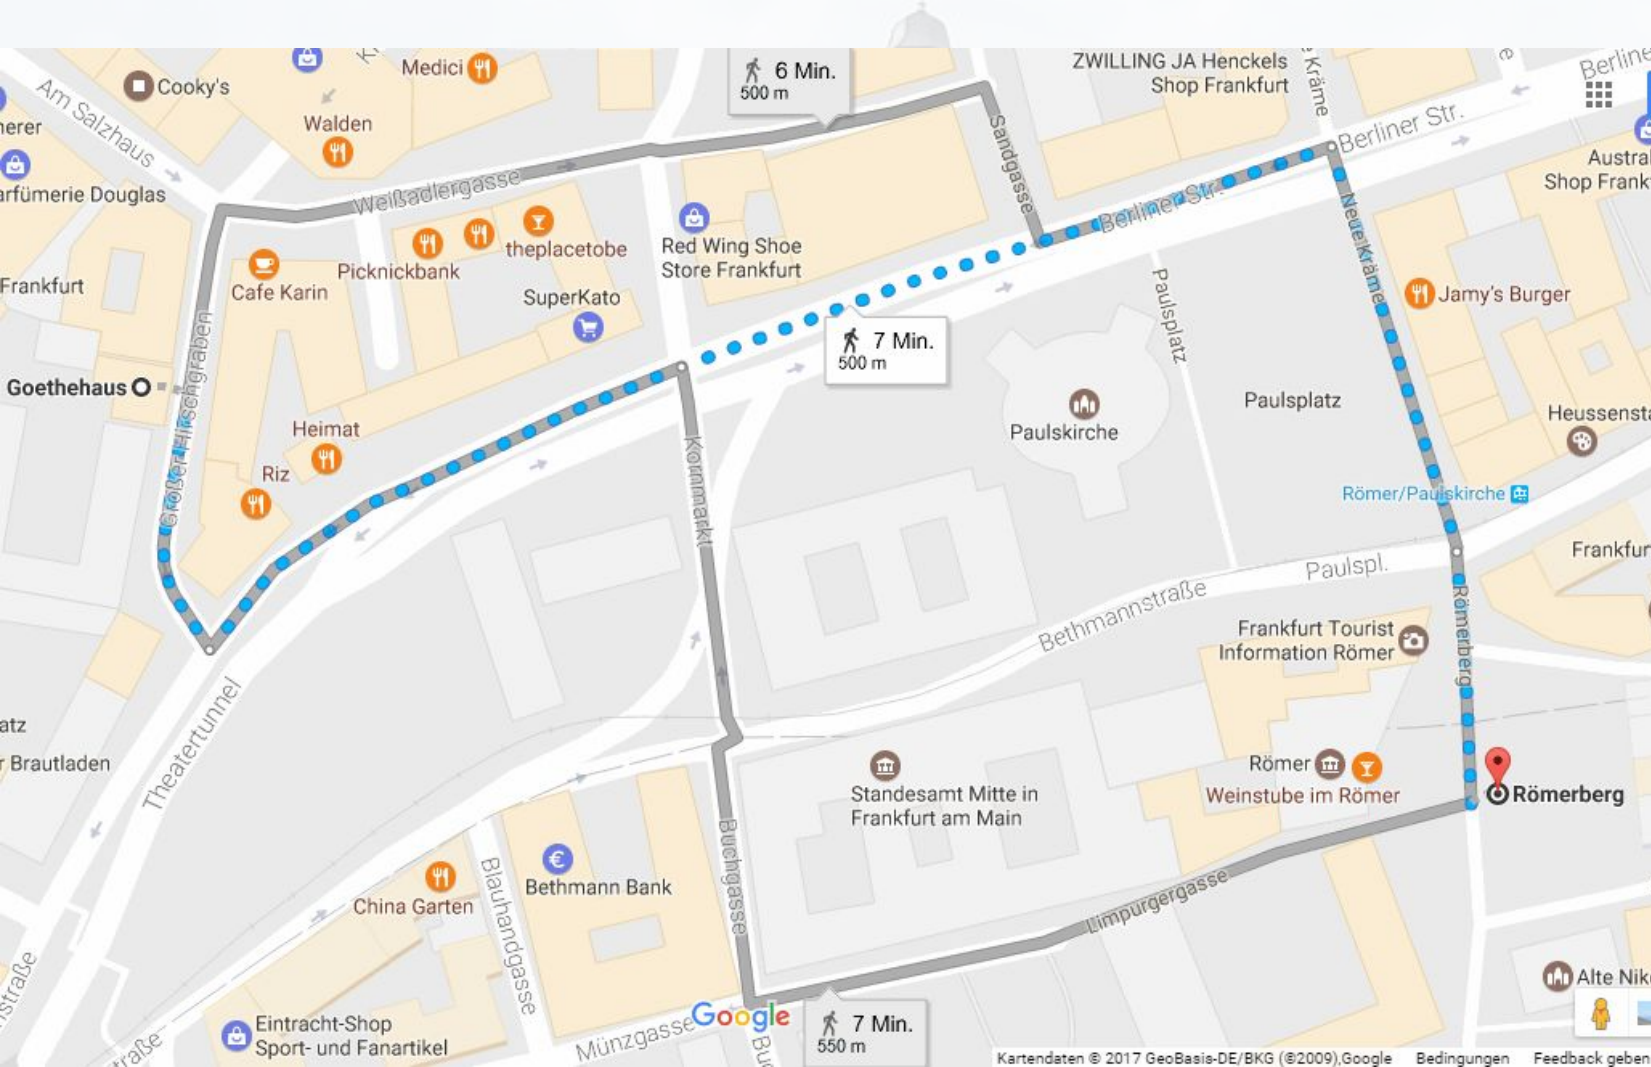 Am Salzhaus
Cooky's
Medici
6 Min.
500 m
ZWILLING JA Henckels
Shop Frankfurt
Walden
Berliner Str.
Parfümerie Douglas
Sandgasse
Neue Kräme
Weißadlergasse
Berliner Str.
Red Wing Shoe
Store Frankfurt
theplacetobe
Picknickbank
Cafe Karin
SuperKato
Frankfurt
Paulsplatz
Jamy's Burger
7 Min.
500 m
Goethehaus
Großer Hirschgraben
Paulsplatz
Paulskirche
Heimat
Riz
Kornmarkt
Römer/Paulskirche
Paulspl.
Bethmannstraße
Römerberg
Frankfurt Tourist
Information Römer
Theatertunnel
r Brautladen
Römer
Weinstube im Römer
Römerberg
Standesamt Mitte in
Frankfurt am Main
Buchgasse
Bethmann Bank
China Garten
Blauhandgasse
Limpurgergasse
Alte Nik
Google
7 Min.
550 m
Münzgasse
Eintracht-Shop
Sport- und Fanartikel
Kartendaten © 2017 GeoBasis-DE/BKG (©2009),Google Bedingungen Feedback geben